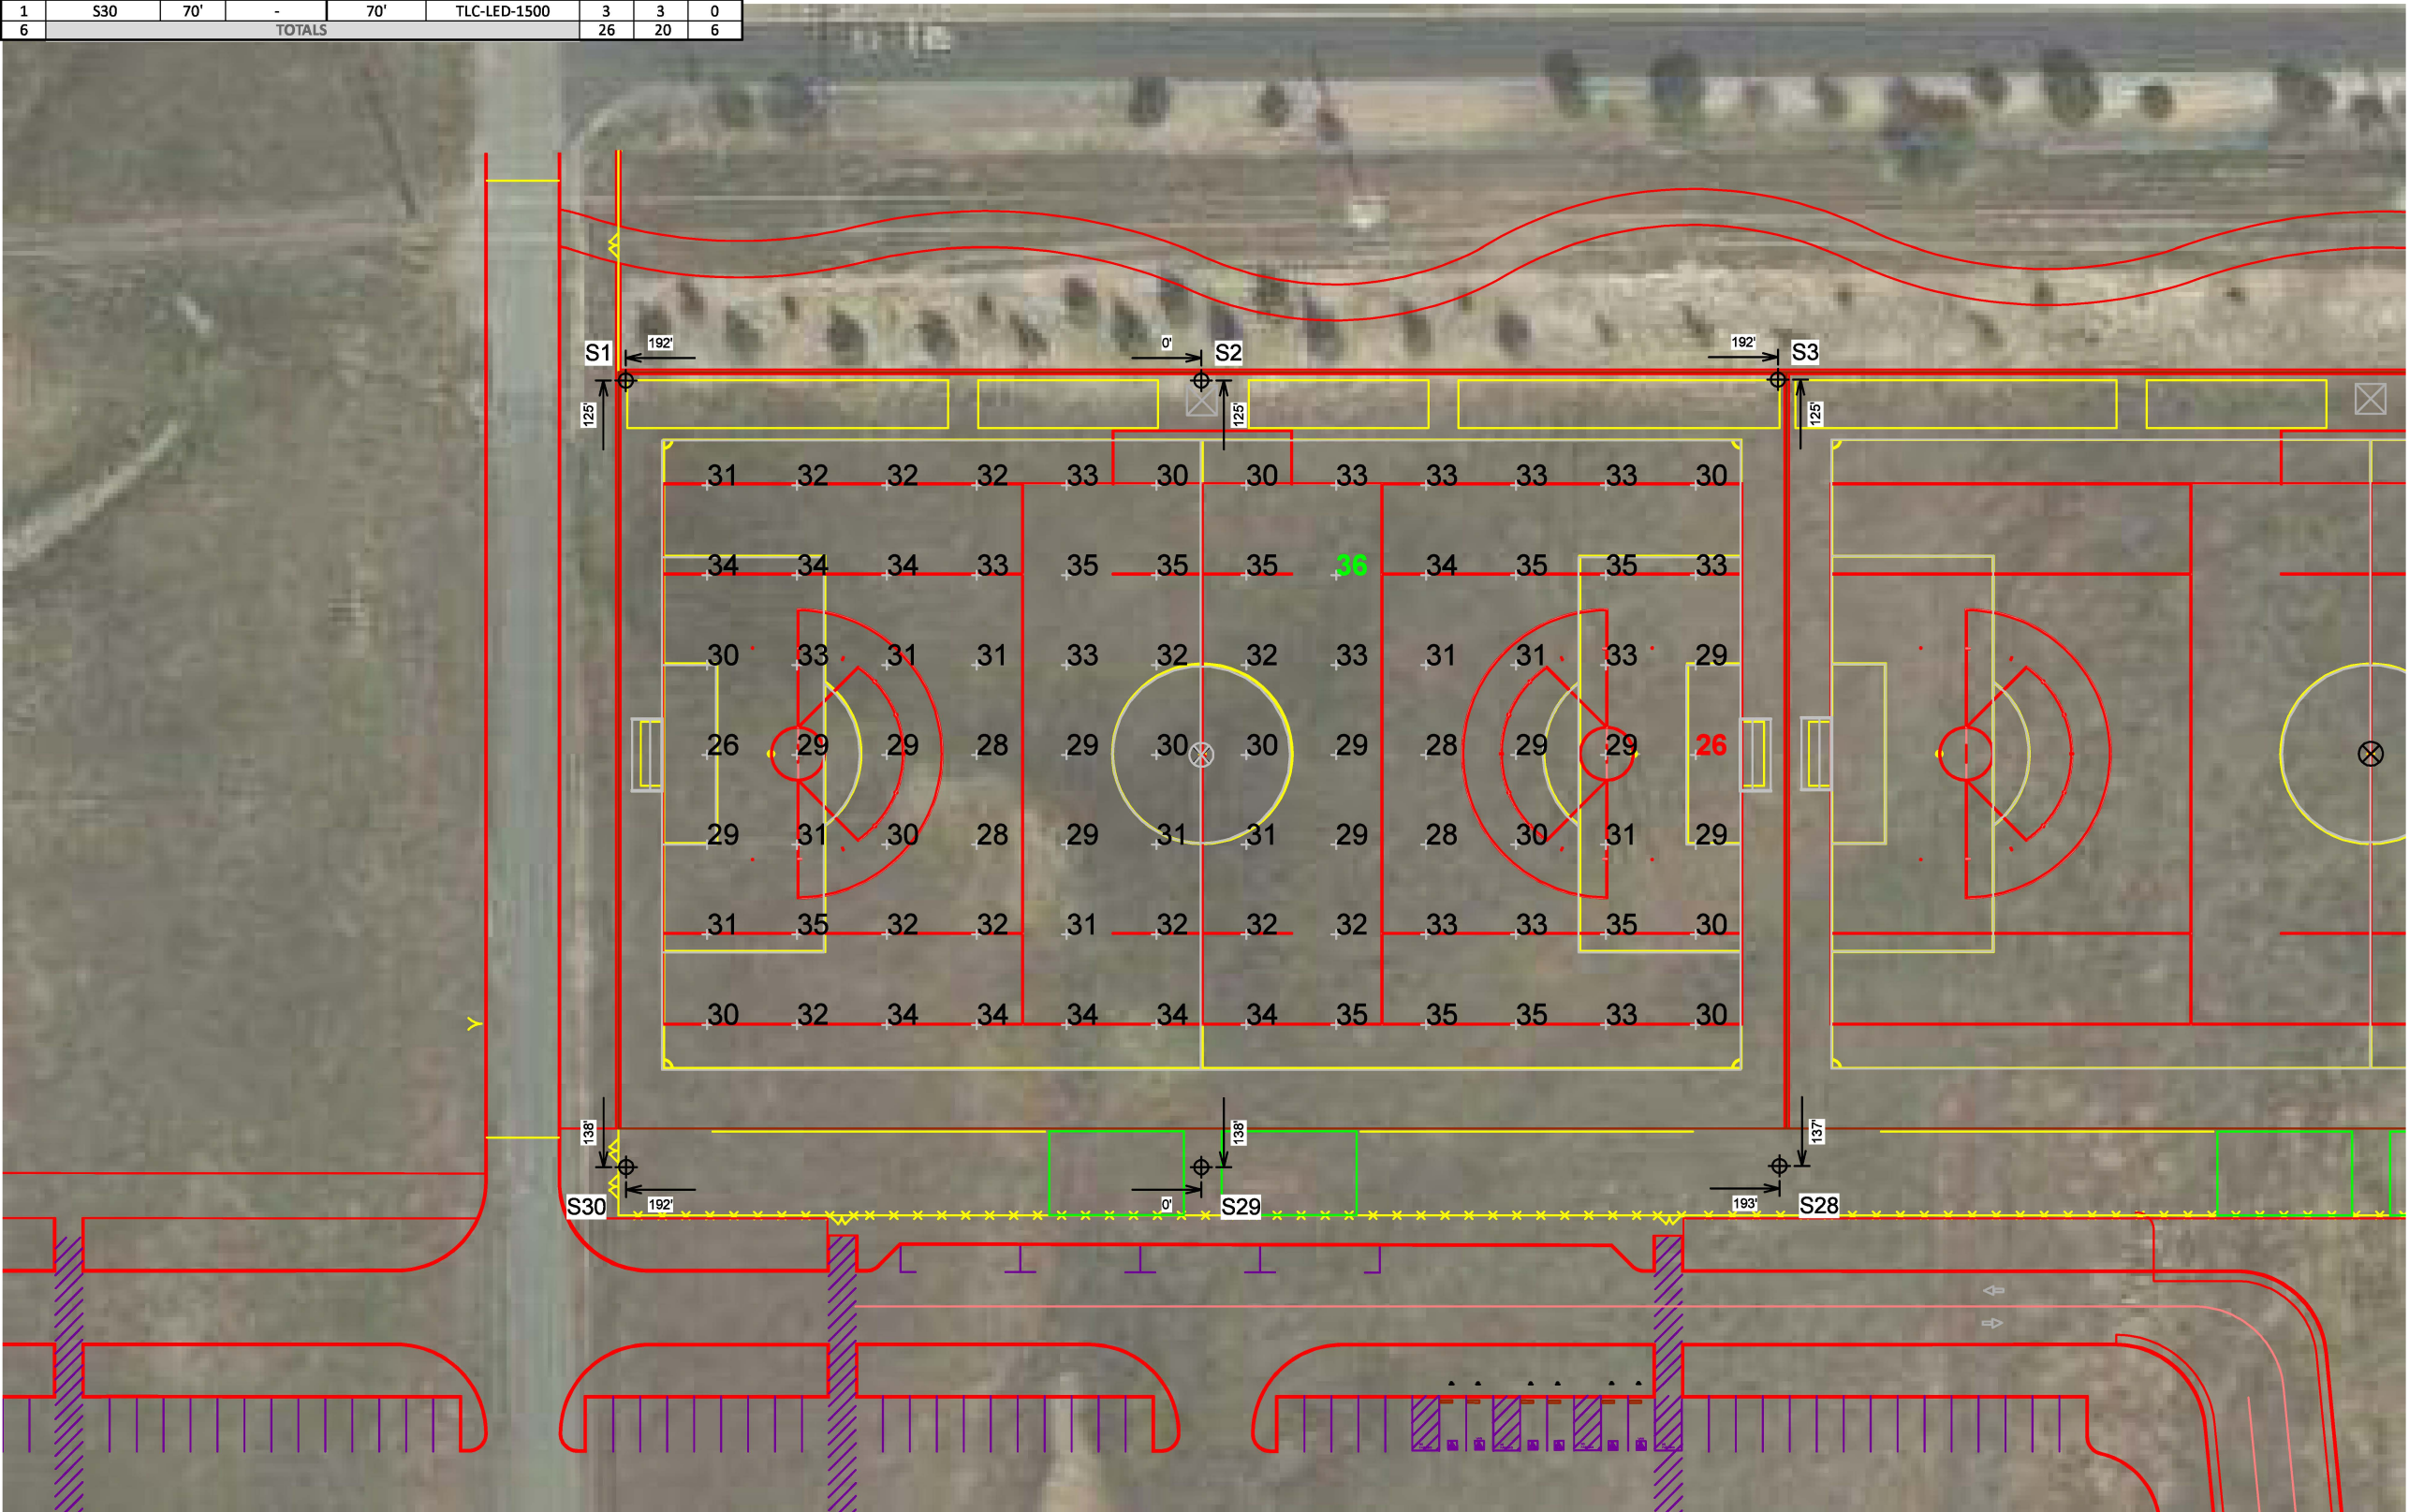 1 S30 70' - 70' TLC-LED-1500 3 3 0
6 TOTALS 26 20 6
S1 192' 0' S2 192' S3
125' 125' 125'
31 32 32 32 33 30 30 33 33 33 33 30
34 34 34 33 35 35 35 36 34 35 35 33
30 33 31 31 33 32 32 33 31 31 33 29
26 29 29 28 29 30 30 29 28 29 29 26
29 31 30 28 29 31 31 29 28 30 31 29
31 35 32 32 31 32 32 32 33 33 35 30
30 32 34 34 34 34 34 35 35 35 33 30
138' 138' 137'
S30 192' 0' S29 193' S28